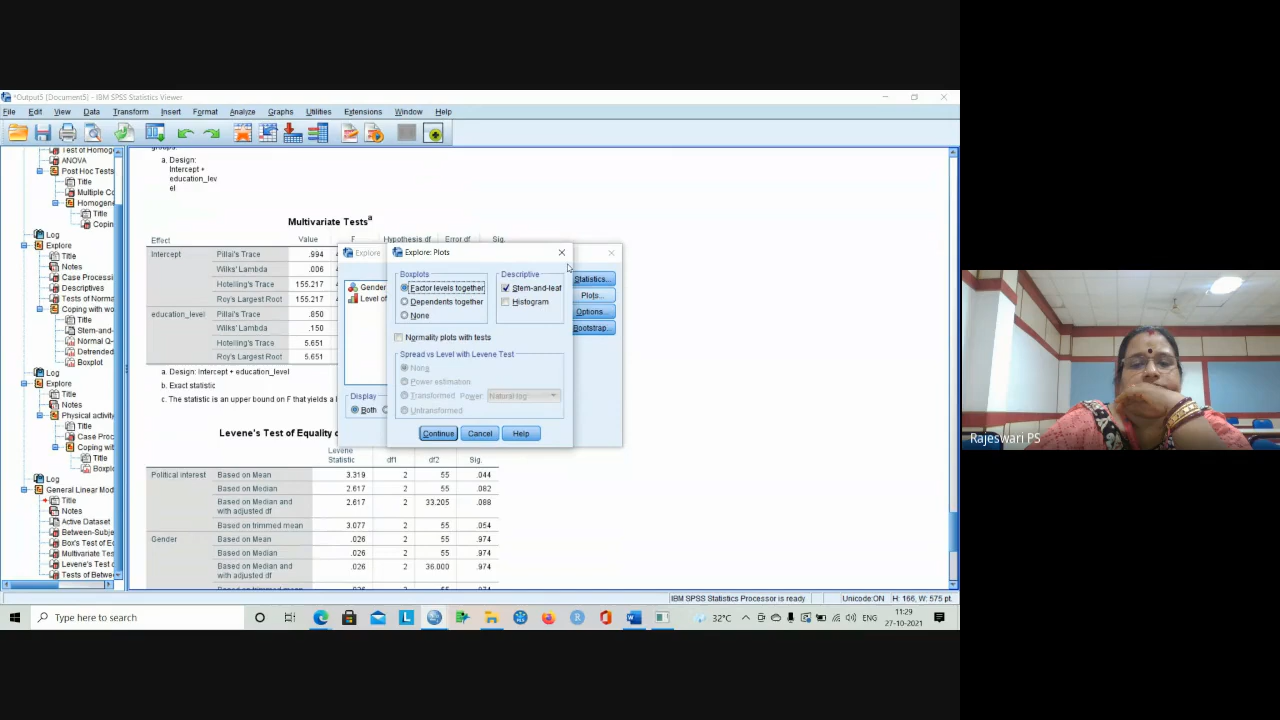 *Output5 [Document5] - IBM SPSS Statistics Viewer
File Edit View Data Transform Insert Format Analyze Graphs Utilities Extensions Window Help
Test of Homog
ANOVA
Post Hoc Tests
Title
Multiple Co
Homogene
Title
Copin
Log
Explore
Title
Notes
Case Processi
Descriptives
Tests of Norma
Coping with wo
Title
Stem-and-
Normal Q-
Detrended
Boxplot
Log
Explore
Title
Notes
Physical activity
Title
Case Proc
Coping with
Title
Boxplo
Log
General Linear Mod
Title
Notes
Active Dataset
Between-Subje
Box's Test of Eq
Multivariate Test
Levene's Test o
Tests of Betwe
groups.
a. Design:
Intercept +
education_lev
el
Multivariate Testsa
Effect Value F Hypothesis df Error df Sig.
Intercept Pillai's Trace .994
Wilks' Lambda .006
Hotelling's Trace 155.217
Roy's Largest Root 155.217
education_level Pillai's Trace .850
Wilks' Lambda .150
Hotelling's Trace 5.651
Roy's Largest Root 5.651
a. Design: Intercept + education_level
b. Exact statistic
c. The statistic is an upper bound on F that yields a l
Levene's Test of Equality o
Levene
Statistic df1 df2 Sig.
Political interest Based on Mean 3.319 2 55 .044
Based on Median 2.617 2 55 .082
Based on Median and
with adjusted df
2.617 2 33.205 .088
Based on trimmed mean 3.077 2 55 .054
Gender Based on Mean .026 2 55 .974
Based on Median .026 2 55 .974
Based on Median and
with adjusted df
.026 2 36.000 .974
Explore
Gender
Level of
Display
Both
Statistics...
Plots...
Options...
Bootstrap...
Explore: Plots
Boxplots
Factor levels together
Dependents together
None
Descriptive
Stem-and-leaf
Histogram
Normality plots with tests
Spread vs Level with Levene Test
None
Power estimation
Transformed Power: Natural log
Untransformed
Continue Cancel Help
IBM SPSS Statistics Processor is ready Unicode:ON H: 166, W: 575 pt.
Type here to search
32°C ENG
11:29
27-10-2021
Rajeswari PS